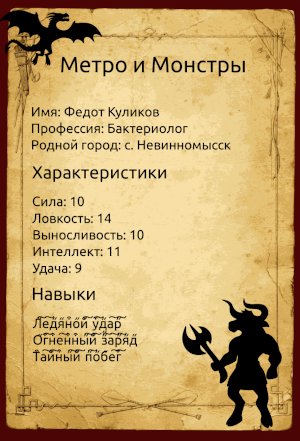 Метро и Монстры
Имя: Федот Куликов
Профессия: Бактериолог
Родной город: с. Невинномысск
Характеристики
Сила: 10
Ловкость: 14
Выносливость: 10
Интеллект: 11
Удача: 9
Навыки
Ледяной удар
Огненный заряд
Тайный побег